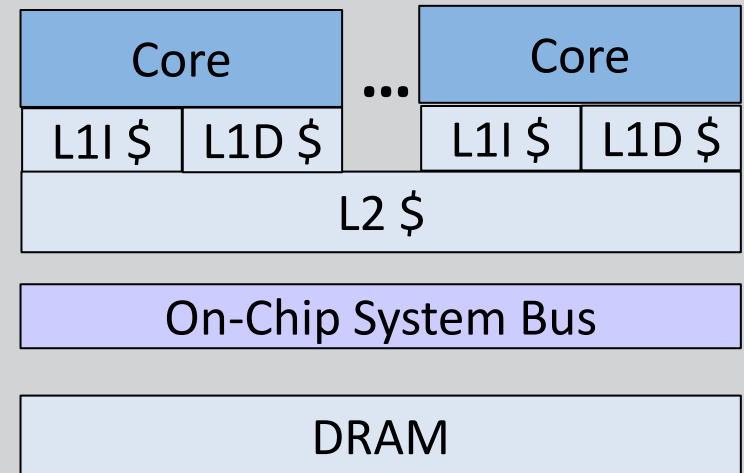 Core
...
Core
L1I $
L1D $
L1I $
L1D $
L2 $
On-Chip System Bus
DRAM